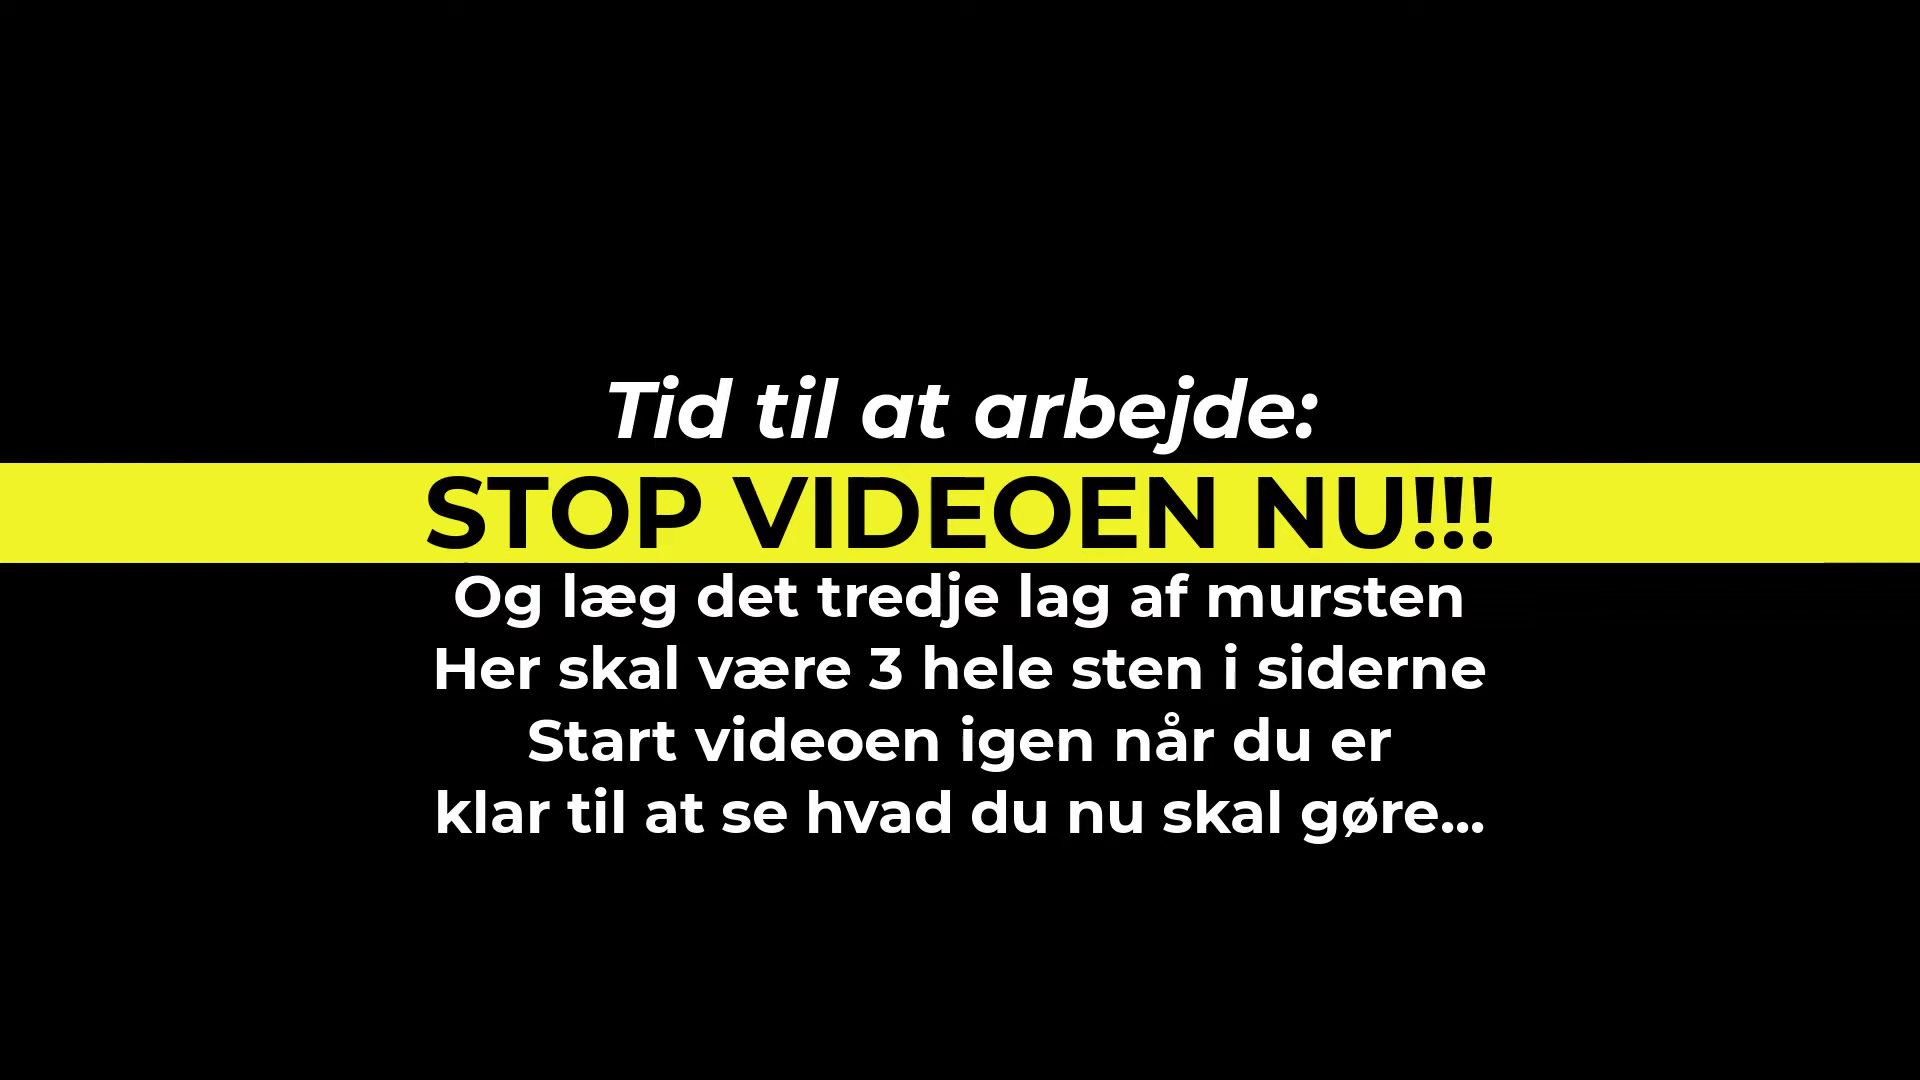 Tid til at arbejde:
STOP VIDEOEN NU!!!
Og læg det tredje lag af mursten
Her skal være 3 hele sten i siderne
Start videoen igen når du er
klar til at se hvad du nu skal gøre...